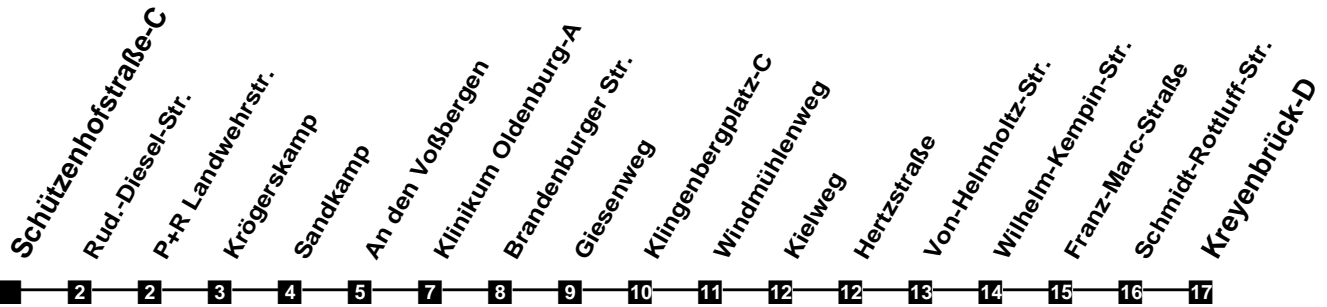 Schützenhofstraße-C
Rud.-Diesel-Str.
P+R Landwehrstr.
Krögerskamp
Sandkamp
An den Voßbergen
Klinikum Oldenburg-A
Brandenburger Str.
Giesenweg
Klingenbergplatz-C
Windmühlenweg
Kielweg
Hertzstraße
Von-Helmholtz-Str.
Wilhelm-Kempin-Str.
Franz-Marc-Straße
Schmidt-Rottluff-Str.
Kreyenbrück-D
2 2 3 4 5 7 8 9 10 11 12 12 13 14 15 16 17